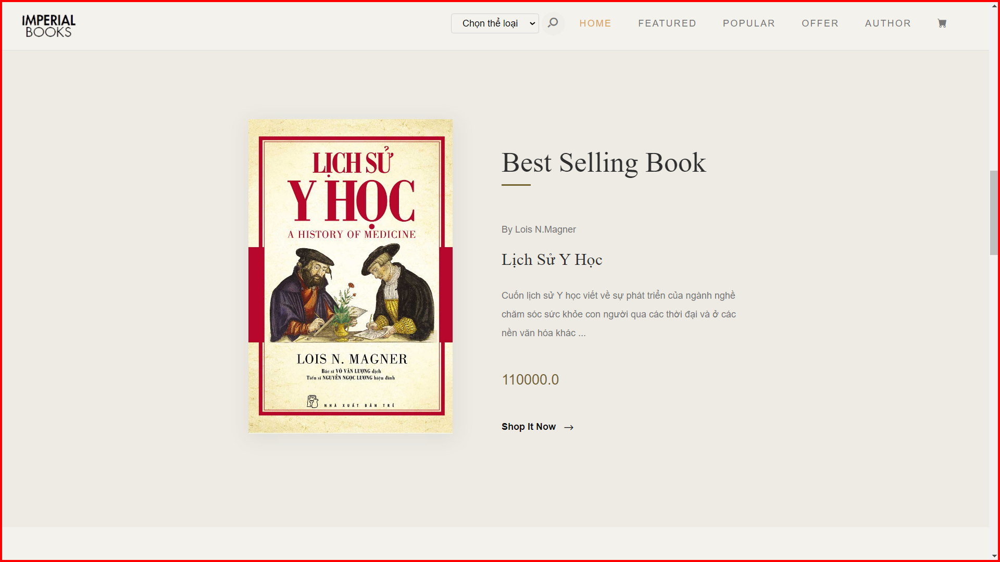 IMPERIAL
BOOKS
Chọn thể loại
HOME
FEATURED
POPULAR
OFFER
AUTHOR
LỊCH SỬ
Y HỌC
A HISTORY OF MEDICINE
LOIS N. MAGNER
Bác sĩ VÕ VĂN LƯỢNG dịch
Tiến sĩ NGUYỄN NGỌC LƯƠNG hiệu đính
NHÀ XUẤT BẢN TRẺ
Best Selling Book
By Lois N.Magner
Lịch Sử Y Học
Cuốn lịch sử Y học viết về sự phát triển của ngành nghề
chăm sóc sức khỏe con người qua các thời đại và ở các
nền văn hóa khác ...
110000.0
Shop It Now →